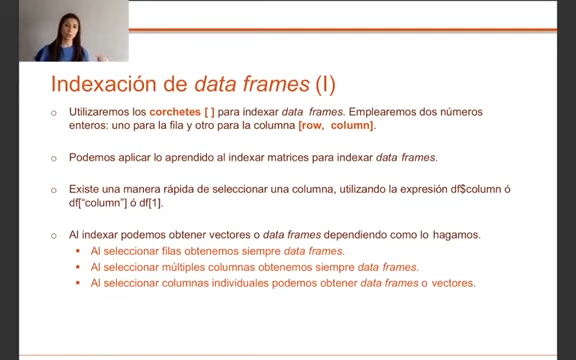 Indexación de data frames (I)
Utilizaremos los corchetes [ ] para indexar data frames. Emplearemos dos números
enteros: uno para la fila y otro para la columna [row, column].
Podemos aplicar lo aprendido al indexar matrices para indexar data frames.
Existe una manera rápida de seleccionar una columna, utilizando la expresión df$column ó
df["column"] ó df[1].
Al indexar podemos obtener vectores o data frames dependiendo como lo hagamos.
Al seleccionar filas obtenemos siempre data frames.
Al seleccionar múltiples columnas obtenemos siempre data frames.
Al seleccionar columnas individuales podemos obtener data frames o vectores.